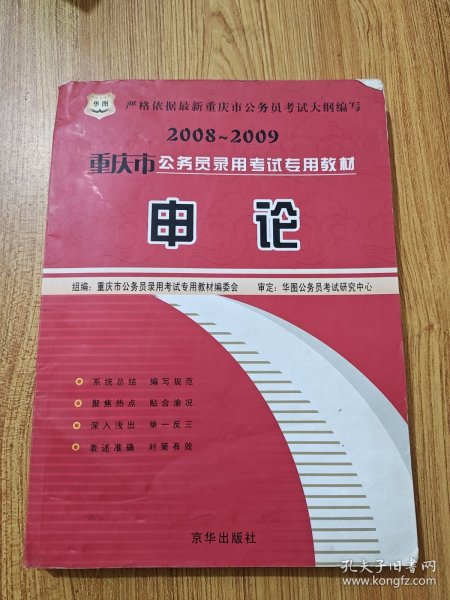 华图
严格依据最新重庆市公务员考试大纲编写
2008~2009
重庆市公务员录用考试专用教材
申论
组编：重庆市公务员录用考试专用教材编委会 审定：华图公务员考试研究中心
系统总结 编写规范
聚焦热点 贴合渝况
深入浅出 举一反三
表述准确 对策有效
京华出版社
孔夫子旧书网
www.kongfz.com